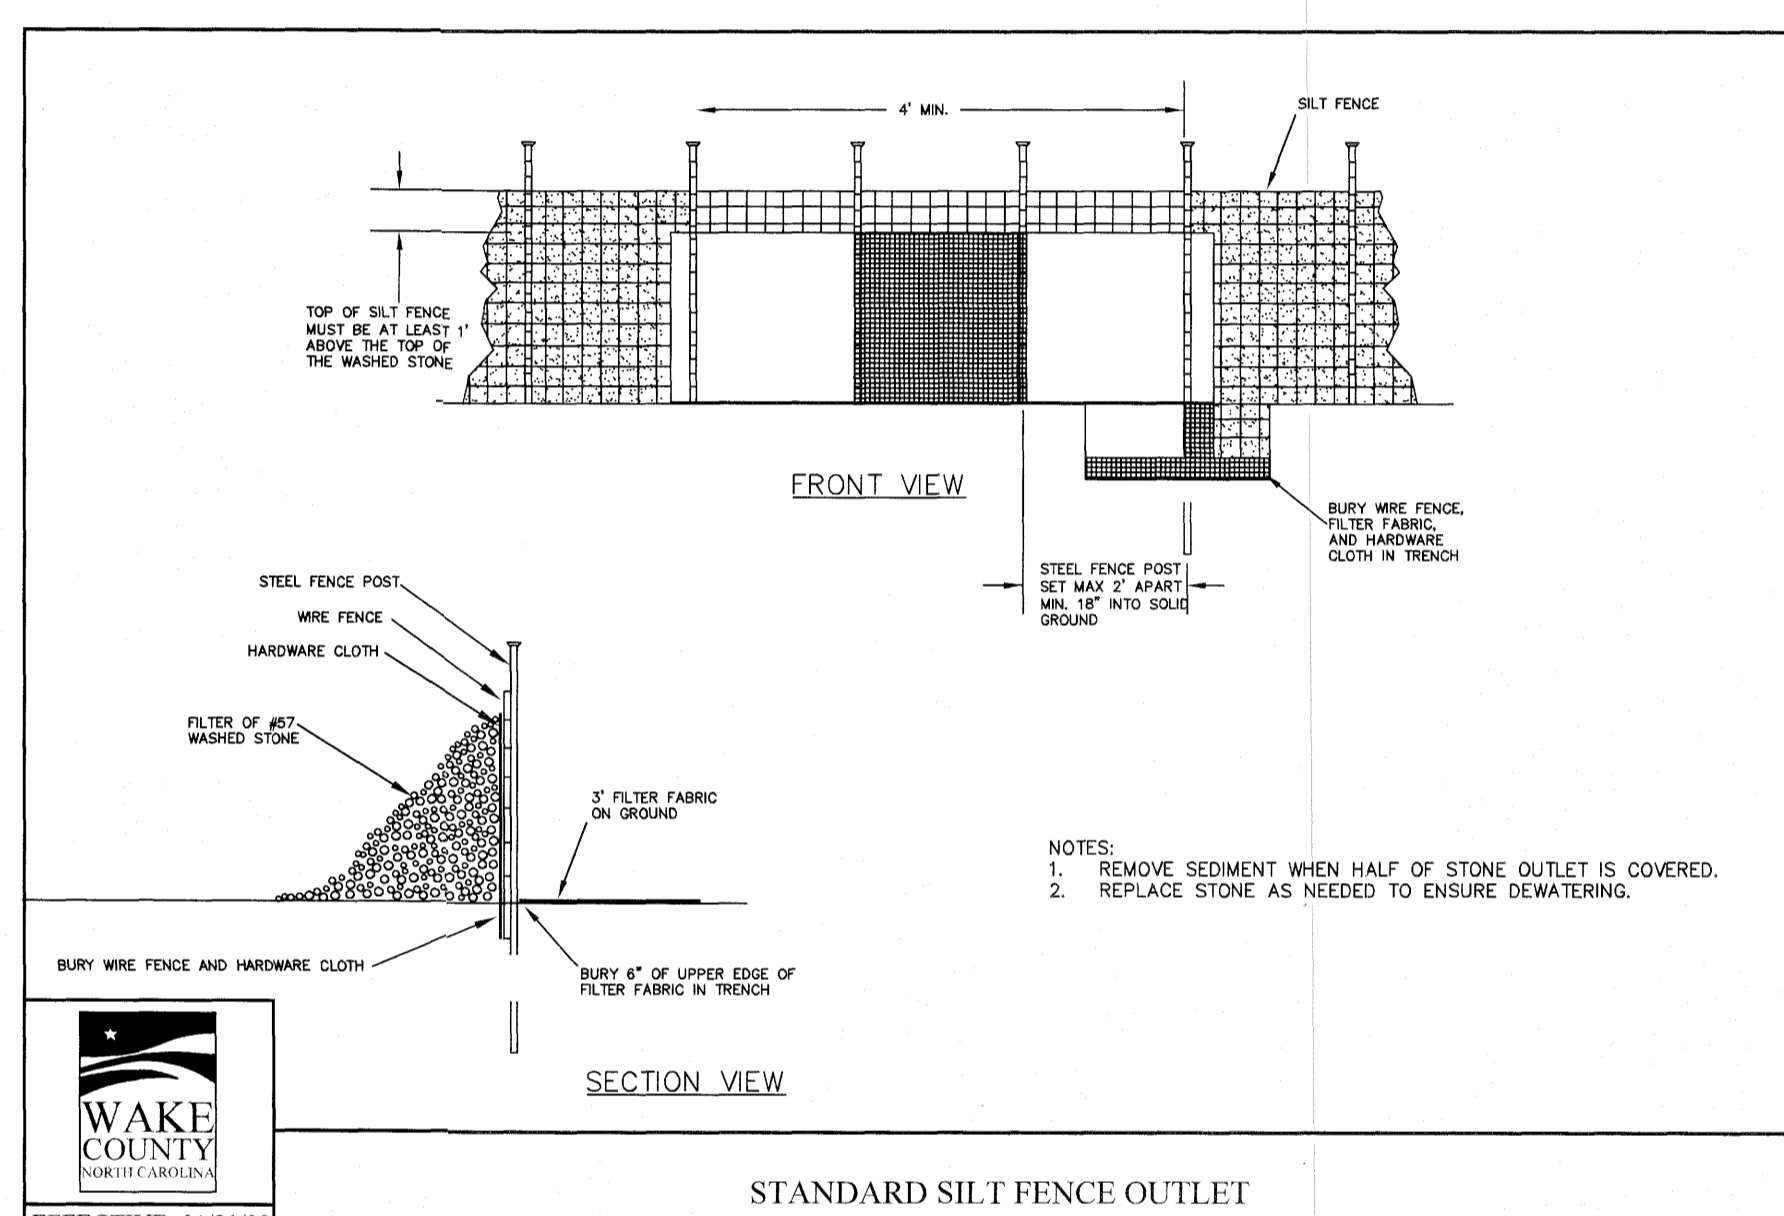 4' MIN.
SILT FENCE
TOP OF SILT FENCE
MUST BE AT LEAST 1'
ABOVE THE TOP OF
THE WASHED STONE
FRONT VIEW
BURY WIRE FENCE,
FILTER FABRIC,
AND HARDWARE
CLOTH IN TRENCH
STEEL FENCE POST
SET MAX 2' APART
MIN. 18" INTO SOLID
GROUND
STEEL FENCE POST
WIRE FENCE
HARDWARE CLOTH
FILTER OF #57
WASHED STONE
3' FILTER FABRIC
ON GROUND
NOTES:
1. REMOVE SEDIMENT WHEN HALF OF STONE OUTLET IS COVERED.
2. REPLACE STONE AS NEEDED TO ENSURE DEWATERING.
BURY WIRE FENCE AND HARDWARE CLOTH
BURY 6" OF UPPER EDGE OF
FILTER FABRIC IN TRENCH
SECTION VIEW
WAKE
COUNTY
NORTH CAROLINA
STANDARD SILT FENCE OUTLET